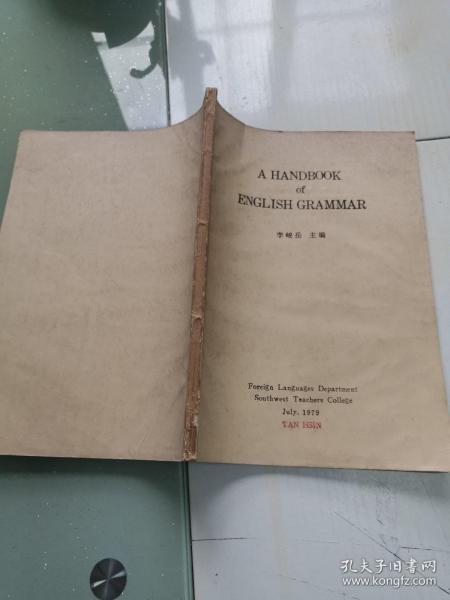 A HANDBOOK
of
ENGLISH GRAMMAR
李峻岳 主编
Foreign Languages Department
Southwest Teachers College
July, 1979
TAN HSIN
孔夫子旧书网
www.kongfz.com